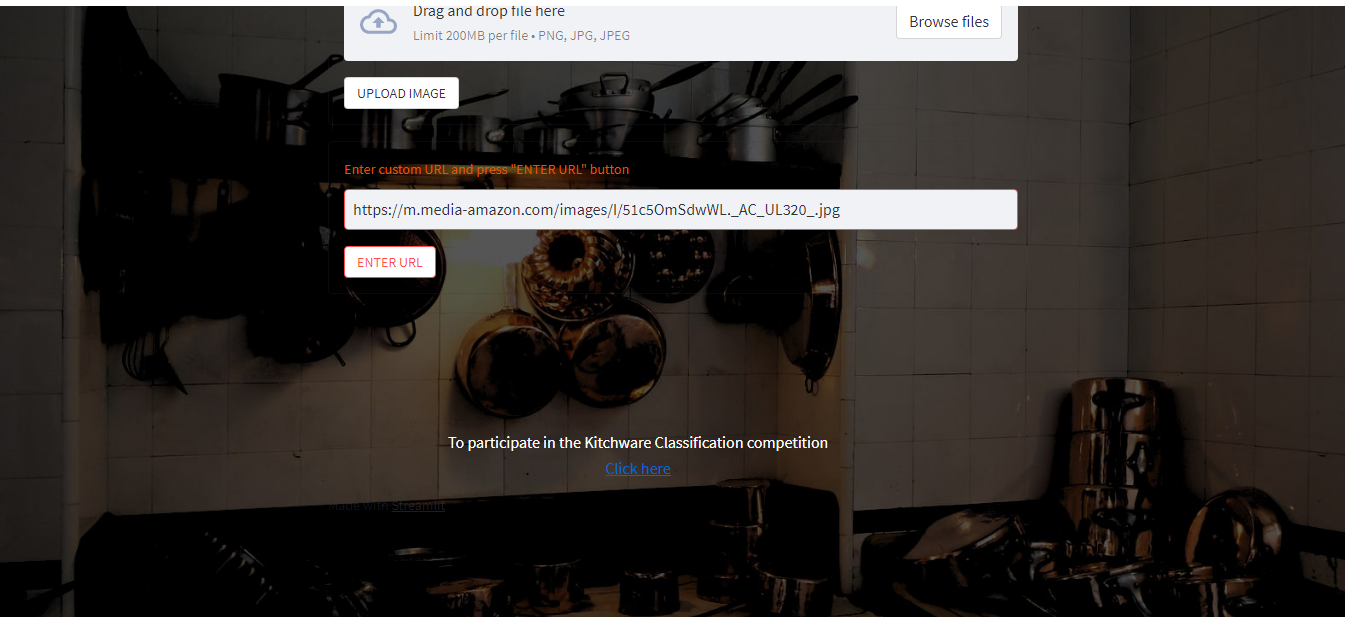 Drag and drop file here
Limit 200MB per file • PNG, JPG, JPEG
Browse files
UPLOAD IMAGE
Enter custom URL and press "ENTER URL" button
https://m.media-amazon.com/images/I/51c5OmSdwWL._AC_UL320_.jpg
ENTER URL
To participate in the Kitchware Classification competition
Click here
Made with Streamlit